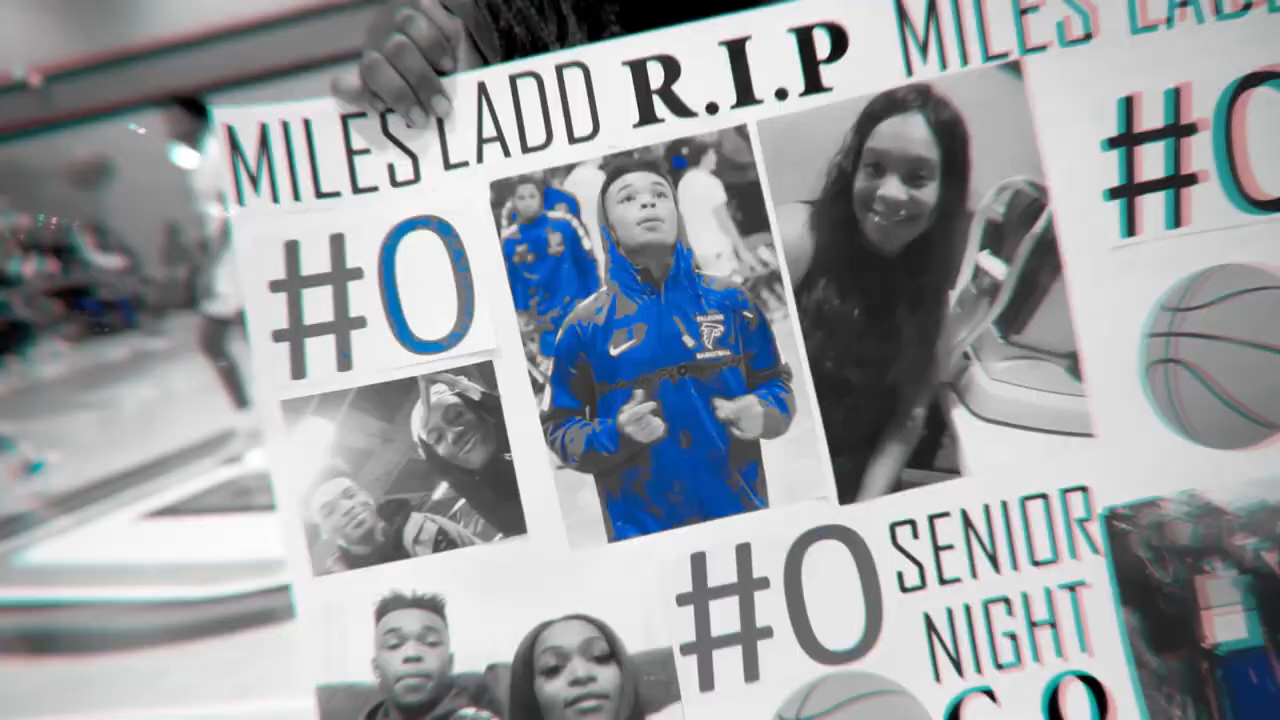 MILES LADD R.I.P MILES LADD
#0
#0
FALCONS
BASKETBALL
#0 SENIOR
NIGHT